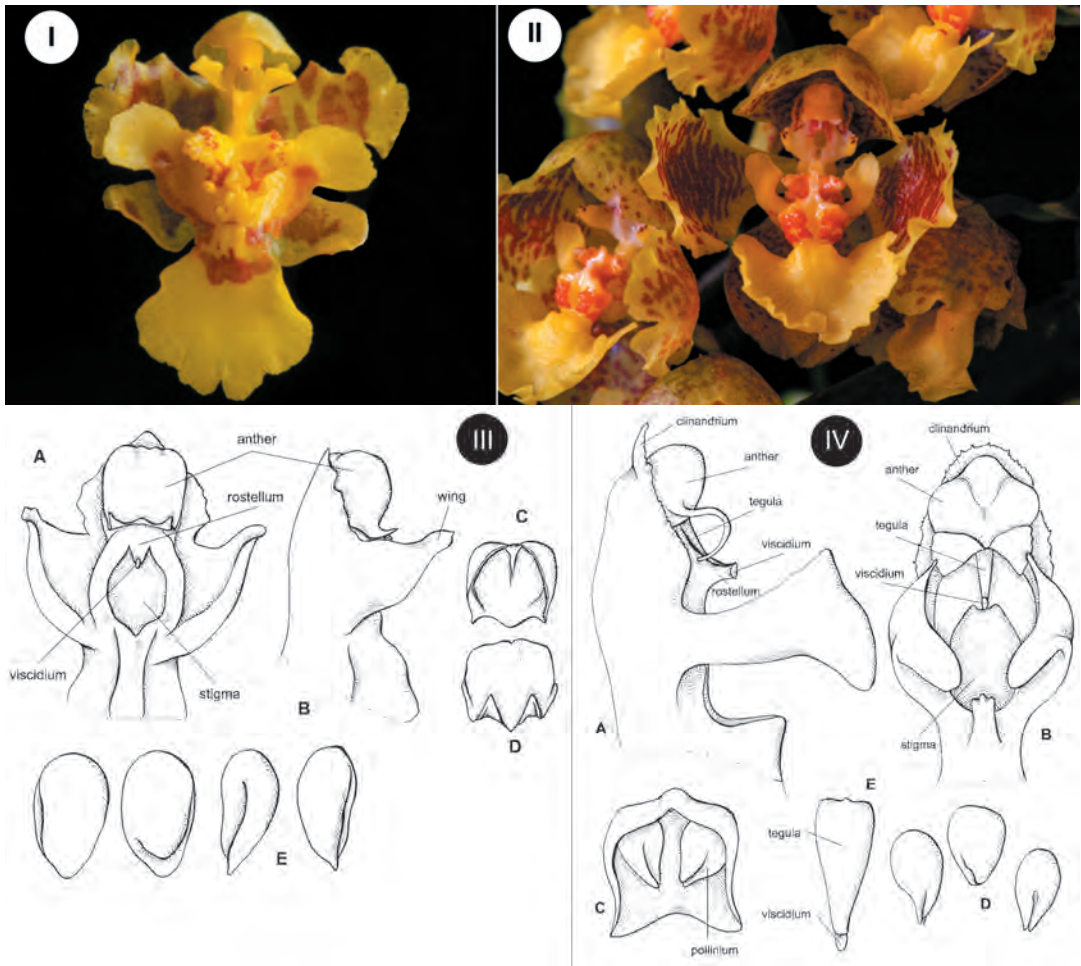 I
II
III
A
anther
rostellum
wing
C
viscidium
stigma
B
D
E
IV
clinandrium
anther
tegula
viscidium
rostellum
A
clinandrium
anther
tegula
viscidium
stigma
B
E
tegula
viscidium
C
pollinium
D